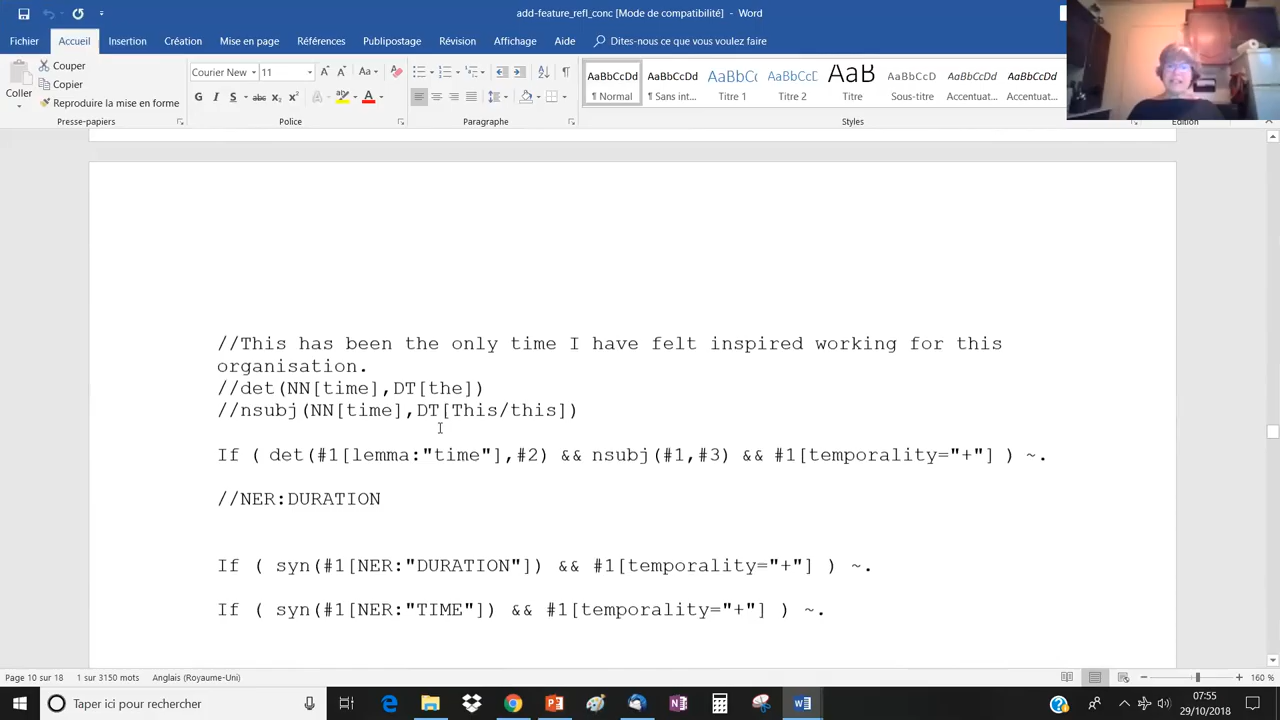 add-feature_refl_conc [Mode de compatibilité] - Word
Fichier Accueil Insertion Création Mise en page Références Publipostage Révision Affichage Aide Dites-nous ce que vous voulez faire
Coller
Couper
Copier
Reproduire la mise en forme
Presse-papiers
Courier New 11 Aa
G I S abc x₂ x² A
Police
Paragraphe
AaBbCcDd AaBbCcDd AaBbC( AaBbCcC AaB AaBbCcD AaBbCcDd AaBbCcDd
¶ Normal ¶ Sans int... Titre 1 Titre 2 Titre Sous-titre Accentuat... Accentuat...
Styles
Édition
//This has been the only time I have felt inspired working for this
organisation.
//det(NN[time],DT[the])
//nsubj(NN[time],DT[This/this])
If ( det(#1[lemma:"time"],#2) && nsubj(#1,#3) && #1[temporality="+"] ) ~.
//NER:DURATION
If ( syn(#1[NER:"DURATION"]) && #1[temporality="+"] ) ~.
If ( syn(#1[NER:"TIME"]) && #1[temporality="+"] ) ~.
Page 10 sur 18 1 sur 3150 mots Anglais (Royaume-Uni) 160 %
Taper ici pour rechercher
07:55
29/10/2018